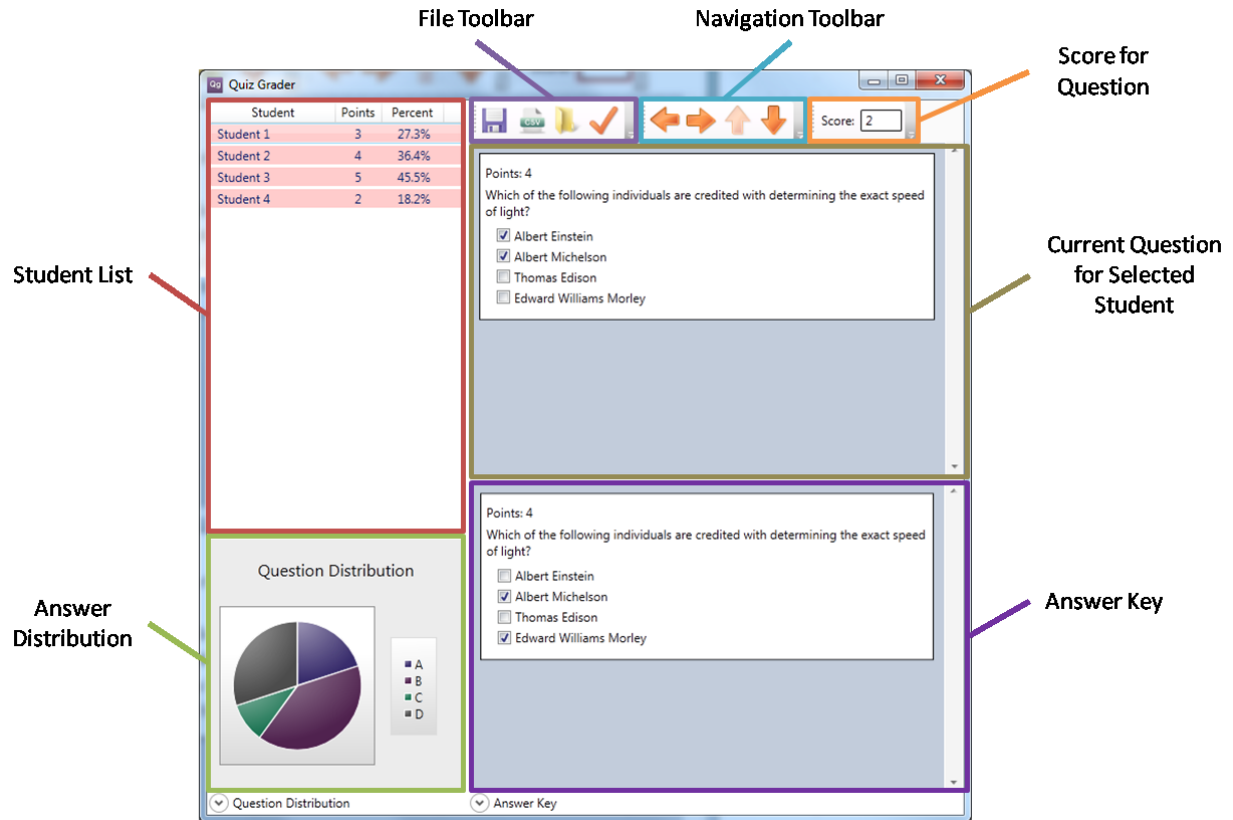 File Toolbar
Navigation Toolbar
Score for
Question
Qg Quiz Grader
Student Points Percent
Student 1 3 27.3%
Student 2 4 36.4%
Student 3 5 45.5%
Student 4 2 18.2%
CSV
Score: 2
Points: 4
Which of the following individuals are credited with determining the exact speed
of light?
Albert Einstein
Albert Michelson
Thomas Edison
Edward Williams Morley
Student List
Current Question
for Selected
Student
Points: 4
Which of the following individuals are credited with determining the exact speed
of light?
Albert Einstein
Albert Michelson
Thomas Edison
Edward Williams Morley
Question Distribution
A
B
C
D
Answer
Distribution
Answer Key
Question Distribution
Answer Key